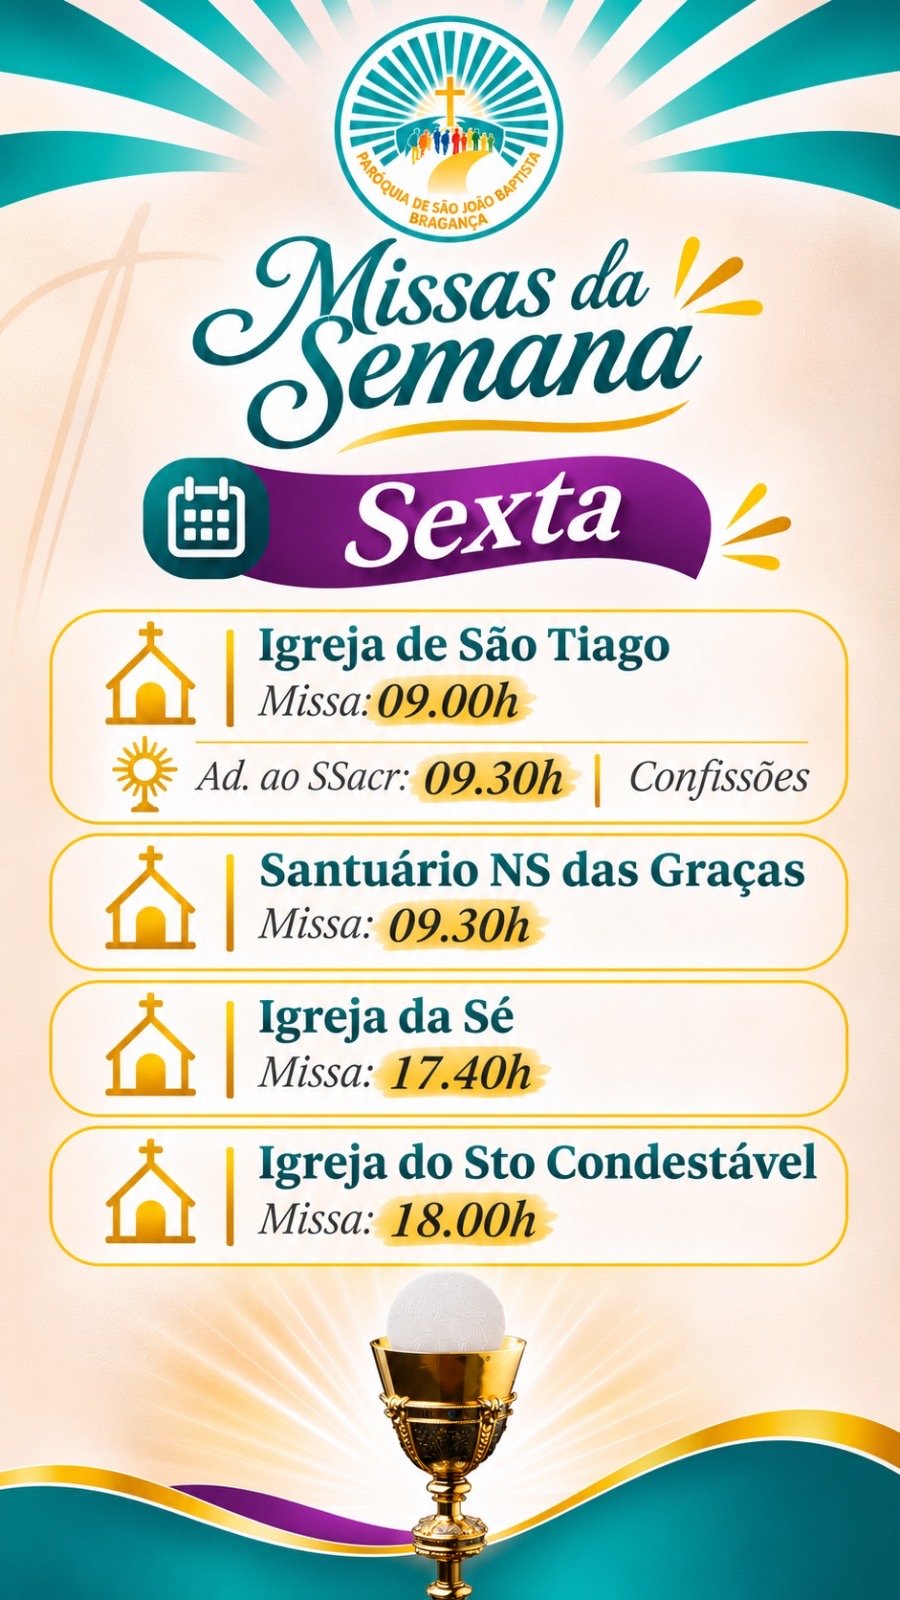 PARÓQUIA DE SÃO JOÃO BAPTISTA
BRAGANÇA
Missas da
Semana
Sexta
Igreja de São Tiago
Missa: 09.00h
Ad. ao SSacr: 09.30h
Confissões
Santuário NS das Graças
Missa: 09.30h
Igreja da Sé
Missa: 17.40h
Igreja do Sto Condestável
Missa: 18.00h